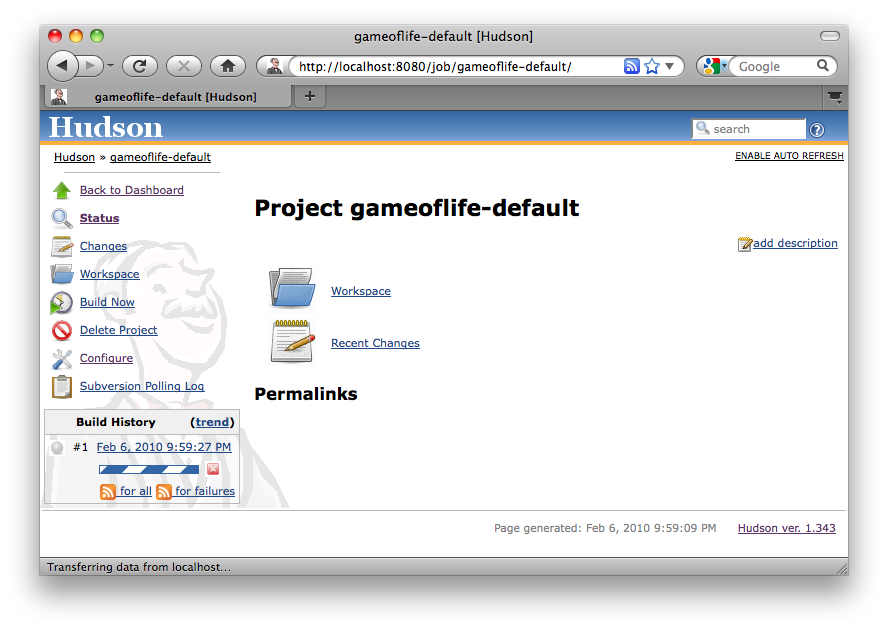 gameoflife-default [Hudson]
http://localhost:8080/job/gameoflife-default/
Google
gameoflife-default [Hudson]
+
Hudson
search
?
Hudson » gameoflife-default
ENABLE AUTO REFRESH
Back to Dashboard
Status
Changes
Workspace
Build Now
Delete Project
Configure
Subversion Polling Log
Project gameoflife-default
add description
Workspace
Recent Changes
Permalinks
Build History (trend)
#1 Feb 6, 2010 9:59:27 PM
for all for failures
Page generated: Feb 6, 2010 9:59:09 PM Hudson ver. 1.343
Transferring data from localhost...